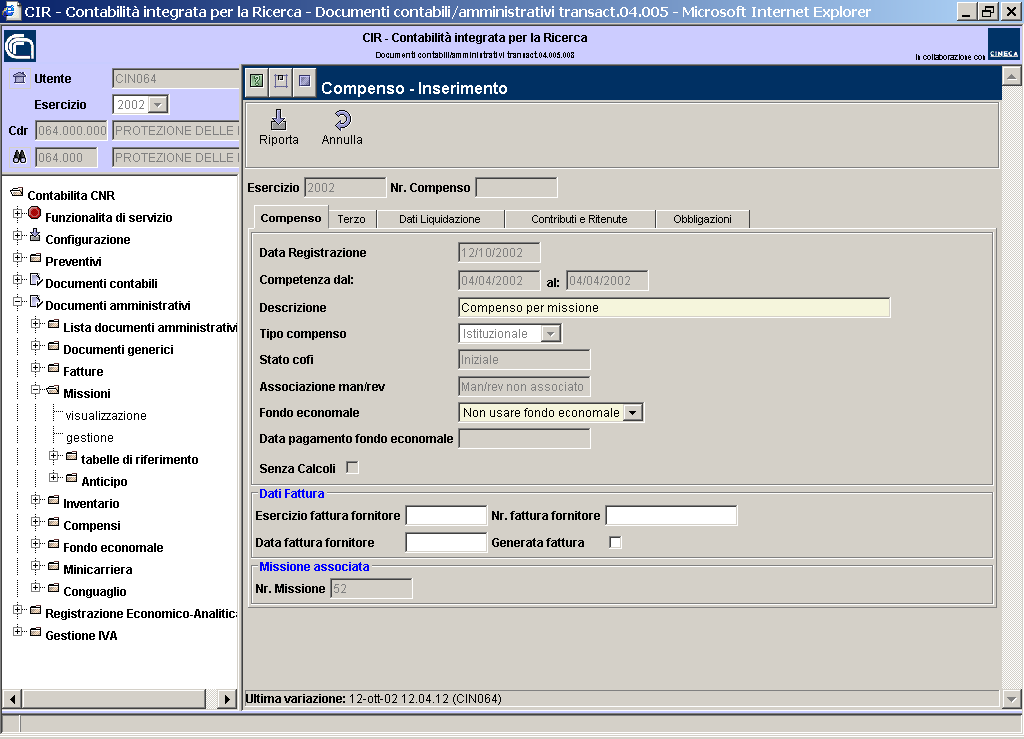 CIR - Contabilità integrata per la Ricerca - Documenti contabili/amministrativi transact.04.005 - Microsoft Internet Explorer
CIR - Contabilità integrata per la Ricerca
Documenti contabili/amministrativi transact.04.005.008
In collaborazione con CINECA
Utente CIN064
Esercizio 2002
Cdr 064.000.000 PROTEZIONE DELLE
064.000 PROTEZIONE DELLE
Contabilita CNR
Funzionalita di servizio
Configurazione
Preventivi
Documenti contabili
Documenti amministrativi
Lista documenti amministrativi
Documenti generici
Fatture
Missioni
visualizzazione
gestione
tabelle di riferimento
Anticipo
Inventario
Compensi
Fondo economale
Minicarriera
Conguaglio
Registrazione Economico-Analitic
Gestione IVA
Compenso - Inserimento
Riporta Annulla
Esercizio 2002 Nr. Compenso
Compenso Terzo Dati Liquidazione Contributi e Ritenute Obbligazioni
Data Registrazione 12/10/2002
Competenza dal: 04/04/2002 al: 04/04/2002
Descrizione Compenso per missione
Tipo compenso Istituzionale
Stato cofi Iniziale
Associazione man/rev Man/rev non associato
Fondo economale Non usare fondo economale
Data pagamento fondo economale
Senza Calcoli
Dati Fattura
Esercizio fattura fornitore Nr. fattura fornitore
Data fattura fornitore Generata fattura
Missione associata
Nr. Missione 52
Ultima variazione: 12-ott-02 12.04.12 (CIN064)